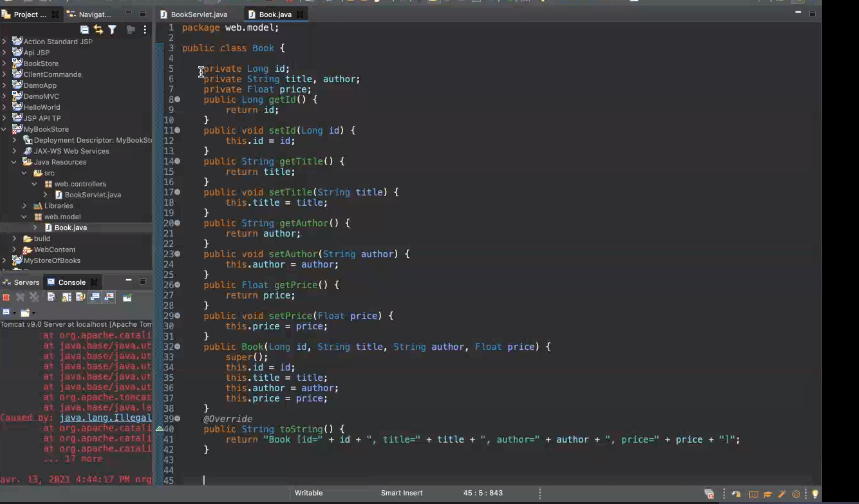 Project ...
Navigat...
BookServlet.java
Book.java
Action Standard JSP
Api JSP
BookStore
ClientCommande
DemoApp
DemoMVC
HelloWorld
JSP API TP
MyBookStore
Deployment Descriptor: MyBookSt
JAX-WS Web Services
Java Resources
src
web.controllers
BookServlet.java
Libraries
web.model
Book.java
build
WebContent
MyStoreOfBooks
Servers
Console
Tomcat v9.0 Server at localhost [Apache Tom
at org.apache.catali
at java.base/java.ut
at java.base/java.ut
at java.base/java.ut
at java.base/java.ut
at org.apache.tomcat
at java.base/java.la
Caused by: java.lang.Illegal
at org.apache.catali
at org.apache.catali
at org.apache.catali
... 17 more
avr. 13, 2021 4:44:17 PM org
1 package web.model;
2
3 public class Book {
4
5 private Long id;
6 private String title, author;
7 private Float price;
8 public Long getId() {
9 return id;
10 }
11 public void setId(Long id) {
12 this.id = id;
13 }
14 public String getTitle() {
15 return title;
16 }
17 public void setTitle(String title) {
18 this.title = title;
19 }
20 public String getAuthor() {
21 return author;
22 }
23 public void setAuthor(String author) {
24 this.author = author;
25 }
26 public Float getPrice() {
27 return price;
28 }
29 public void setPrice(Float price) {
30 this.price = price;
31 }
32 public Book(Long id, String title, String author, Float price) {
33 super();
34 this.id = id;
35 this.title = title;
36 this.author = author;
37 this.price = price;
38 }
39 @Override
40 public String toString() {
41 return "Book [id=" + id + ", title=" + title + ", author=" + author + ", price=" + price + "]";
42 }
43
44
45
Writable
Smart Insert
45 : 5 : 843